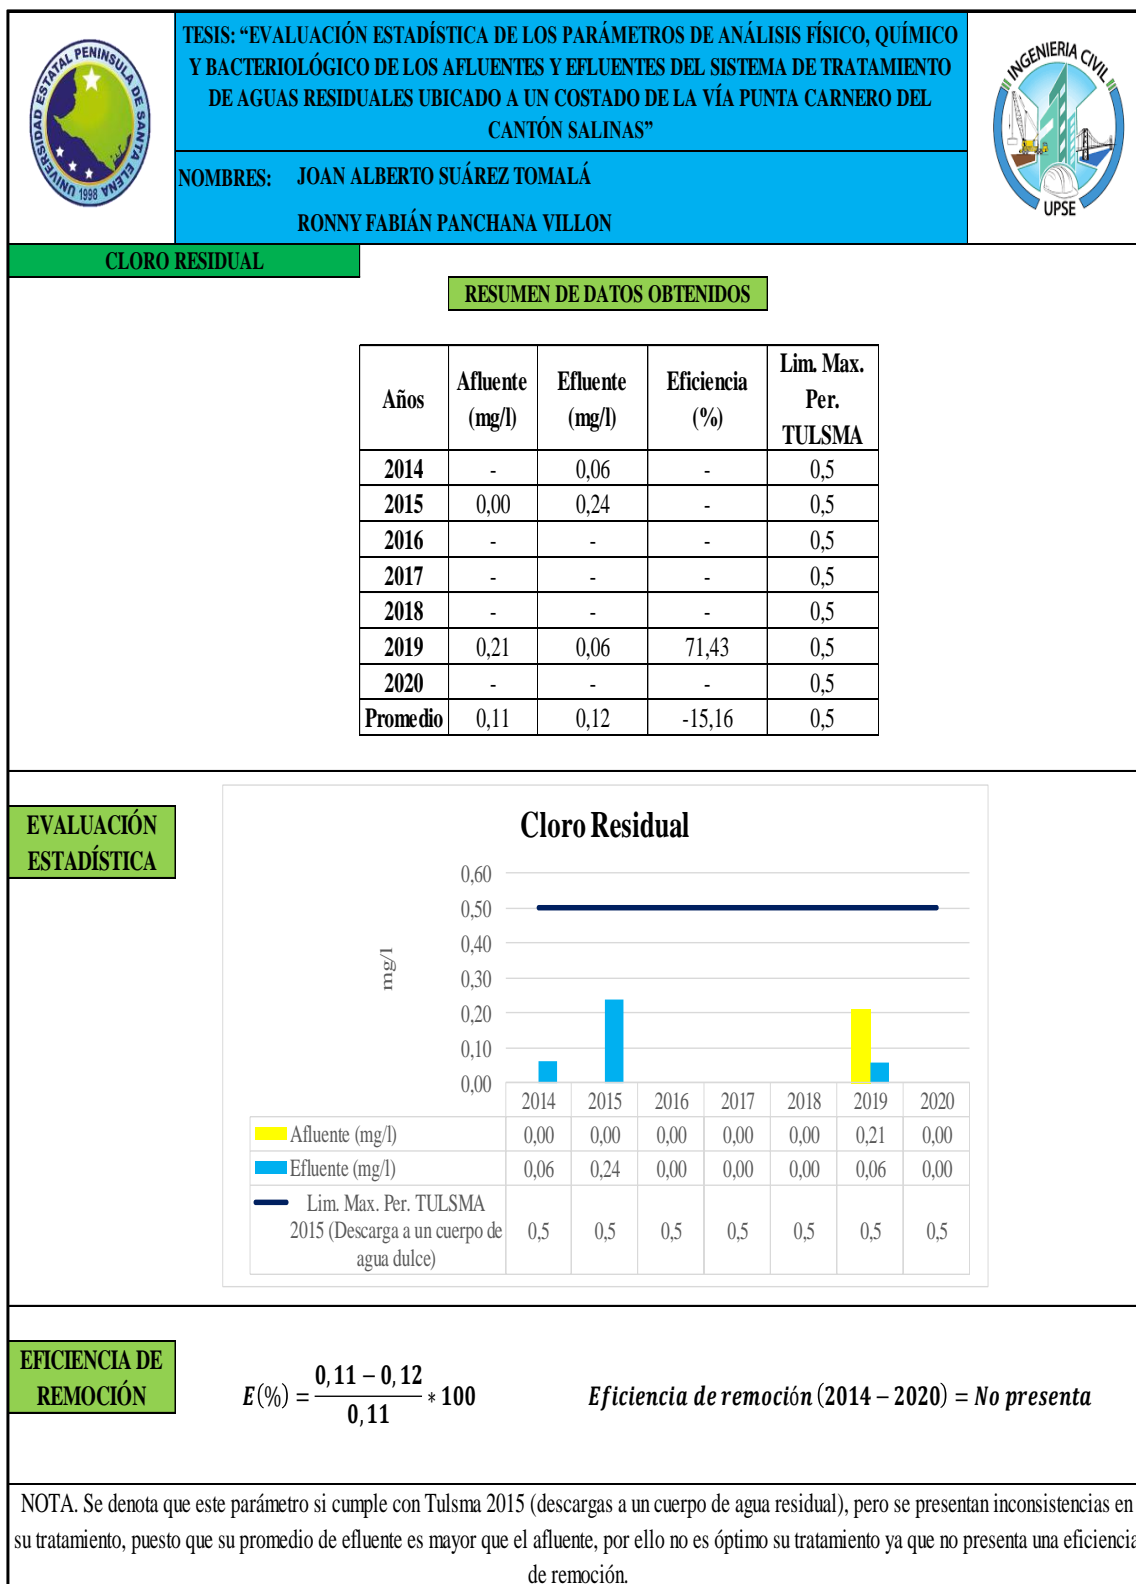 UNIVERSIDAD ESTATAL PENINSULA DE SANTA ELENA
1998
TESIS: “EVALUACIÓN ESTADÍSTICA DE LOS PARÁMETROS DE ANÁLISIS FÍSICO, QUÍMICO
Y BACTERIOLÓGICO DE LOS AFLUENTES Y EFLUENTES DEL SISTEMA DE TRATAMIENTO
DE AGUAS RESIDUALES UBICADO A UN COSTADO DE LA VÍA PUNTA CARNERO DEL
CANTÓN SALINAS”
NOMBRES: JOAN ALBERTO SUÁREZ TOMALÁ
RONNY FABIÁN PANCHANA VILLON
INGENIERIA CIVIL
UPSE
CLORO RESIDUAL
RESUMEN DE DATOS OBTENIDOS
Años Afluente (mg/l) Efluente (mg/l) Eficiencia (%) Lim. Max. Per. TULSMA
2014 - 0,06 - 0,5
2015 0,00 0,24 - 0,5
2016 - - - 0,5
2017 - - - 0,5
2018 - - - 0,5
2019 0,21 0,06 71,43 0,5
2020 - - - 0,5
Promedio 0,11 0,12 -15,16 0,5
EVALUACIÓN
ESTADÍSTICA
Cloro Residual
mg/l
0,60
0,50
0,40
0,30
0,20
0,10
0,00
2014 2015 2016 2017 2018 2019 2020
Afluente (mg/l) 0,00 0,00 0,00 0,00 0,00 0,21 0,00
Efluente (mg/l) 0,06 0,24 0,00 0,00 0,00 0,06 0,00
Lim. Max. Per. TULSMA
2015 (Descarga a un cuerpo de 0,5 0,5 0,5 0,5 0,5 0,5 0,5
agua dulce)
EFICIENCIA DE
REMOCIÓN
E(%) = (0,11 − 0,12)/0,11 * 100
Eficiencia de remoción (2014 − 2020) = No presenta
NOTA. Se denota que este parámetro si cumple con Tulsma 2015 (descargas a un cuerpo de agua residual), pero se presentan inconsistencias en
su tratamiento, puesto que su promedio de efluente es mayor que el afluente, por ello no es óptimo su tratamiento ya que no presenta una eficiencia
de remoción.